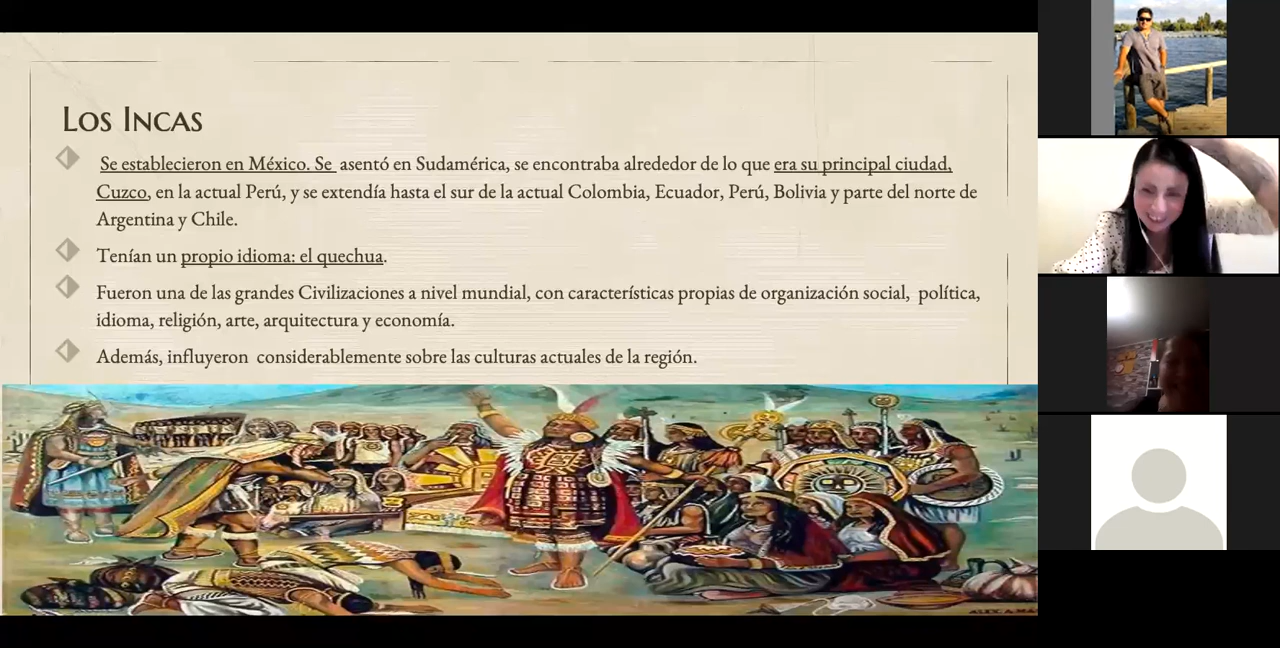 Los Incas
Se establecieron en México. Se asentó en Sudamérica, se encontraba alrededor de lo que era su principal ciudad,
Cuzco, en la actual Perú, y se extendía hasta el sur de la actual Colombia, Ecuador, Perú, Bolivia y parte del norte de
Argentina y Chile.
Tenían un propio idioma: el quechua.
Fueron una de las grandes Civilizaciones a nivel mundial, con características propias de organización social, política,
idioma, religión, arte, arquitectura y economía.
Además, influyeron considerablemente sobre las culturas actuales de la región.